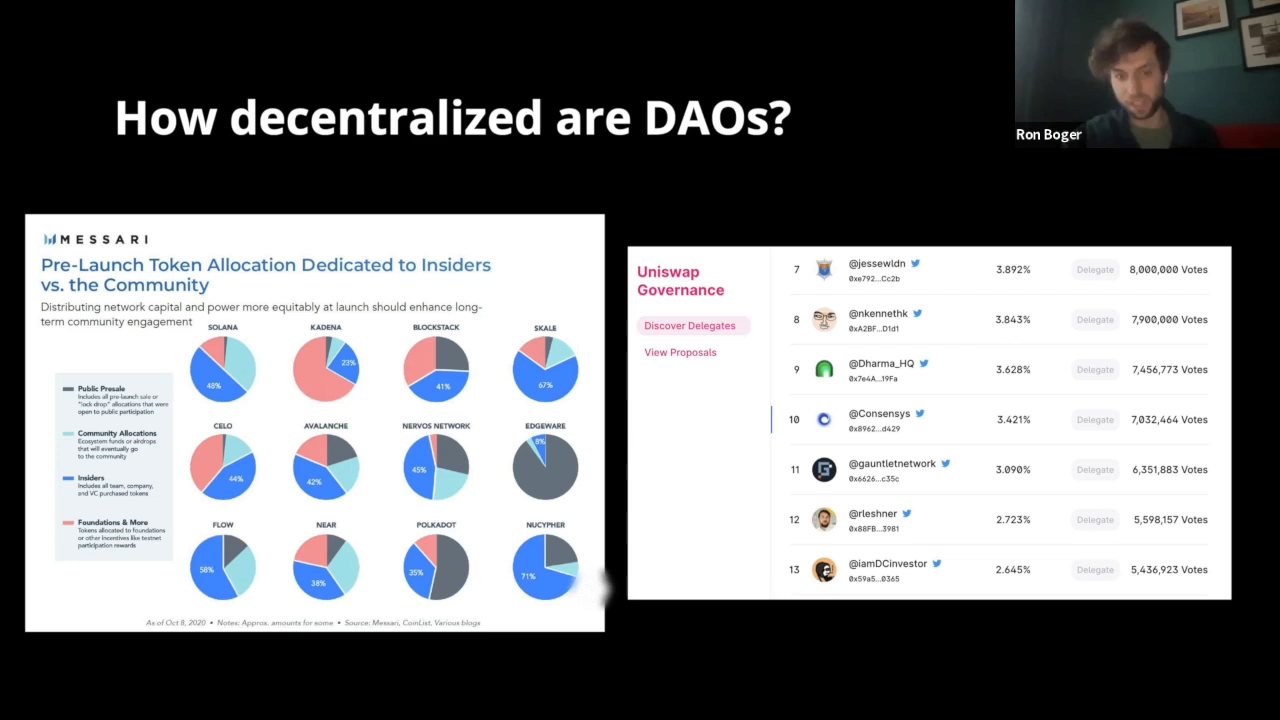 How decentralized are DAOs?
Ron Boger
MESSARI
Pre-Launch Token Allocation Dedicated to Insiders
vs. the Community
Distributing network capital and power more equitably at launch should enhance long-
term community engagement
SOLANA
KADENA
BLOCKSTACK
SKALE
48%
23%
41%
67%
Public Presale
Includes all pre-launch sale or
"lock drop" allocations that were
open to public participation
Community Allocations
Ecosystem funds or airdrops
that will eventually go
to the community
Insiders
Includes all team, company,
and VC purchased tokens
Foundations & More
Tokens allocated to foundations
or other incentives like testnet
participation rewards
CELO
AVALANCHE
NERVOS NETWORK
EDGEWARE
44%
42%
45%
8%
FLOW
NEAR
POLKADOT
NUCYPHER
58%
38%
35%
71%
As of Oct 8, 2020 • Notes: Approx. amounts for some • Source: Messari, CoinList, Various blogs
Uniswap
Governance
Discover Delegates
View Proposals
7 @jessewldn 3.892% Delegate 8,000,000 Votes
0xe792...Cc2b
8 @nkennethk 3.843% Delegate 7,900,000 Votes
0xA2BF...D1d1
9 @Dharma_HQ 3.628% Delegate 7,456,773 Votes
0x7e4A...19Fa
10 @Consensys 3.421% Delegate 7,032,464 Votes
0x8962...d429
11 @gauntletnetwork 3.090% Delegate 6,351,883 Votes
0x6626...c35c
12 @rleshner 2.723% Delegate 5,598,157 Votes
0x88FB...3981
13 @iamDCinvestor 2.645% Delegate 5,436,923 Votes
0x59a5...0365